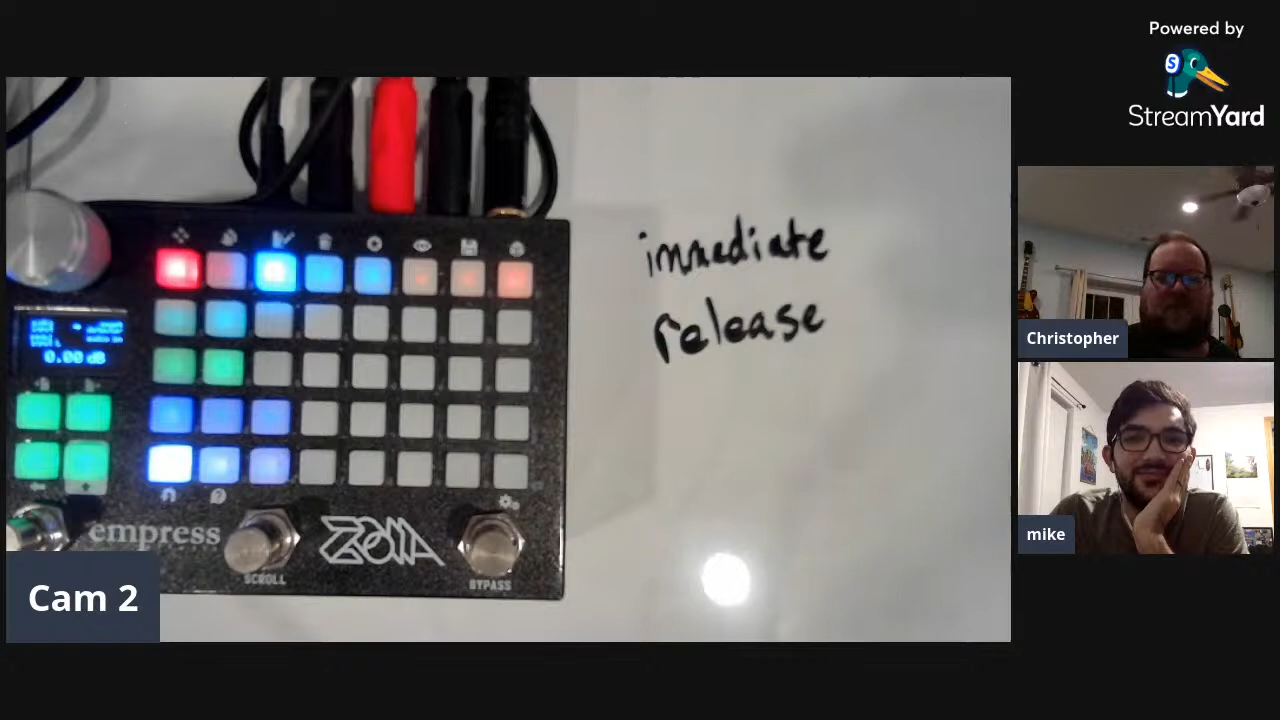 Powered by
StreamYard
immediate
release
0.00 dB
Christopher
empress
ZOIA
SCROLL
BYPASS
mike
Cam 2